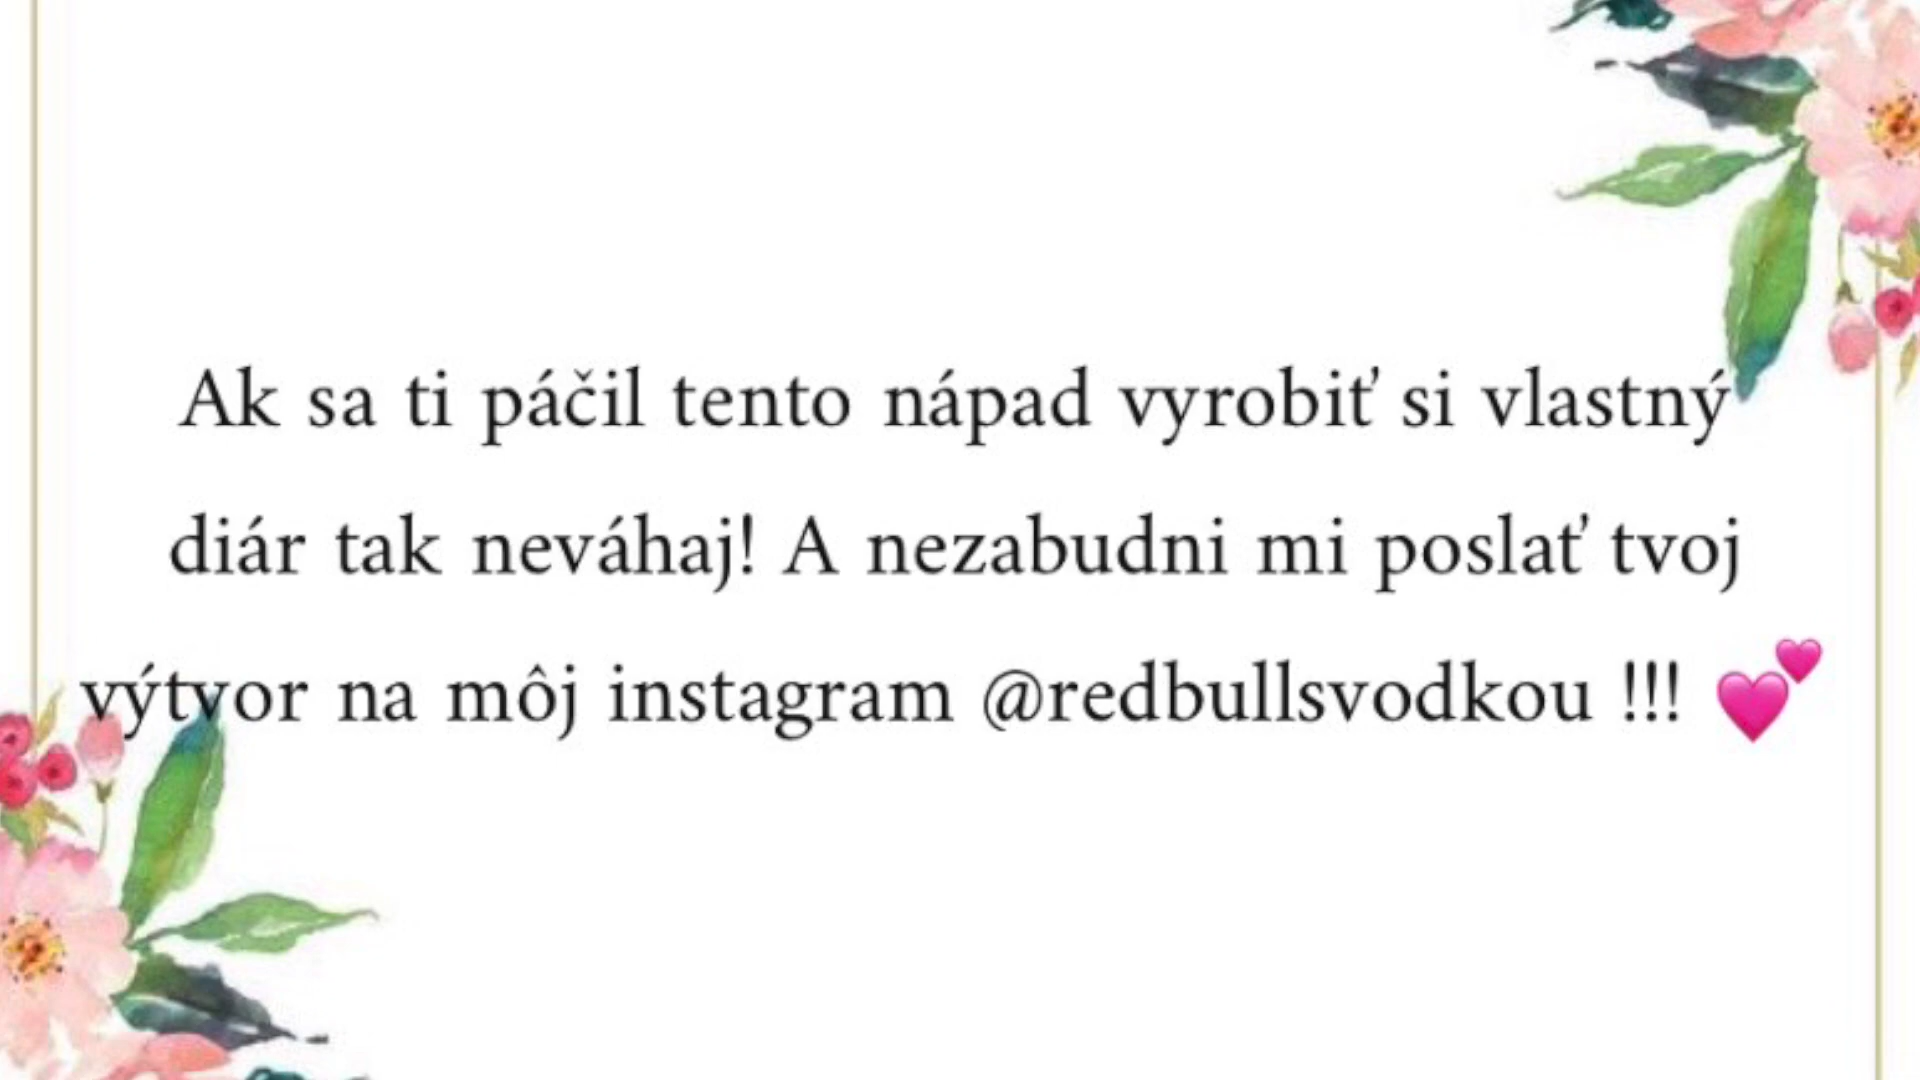 Ak sa ti páčil tento nápad vyrobiť si vlastný
diár tak neváhaj! A nezabudni mi poslať tvoj
výtvor na môj instagram @redbullsvodkou !!! 💕